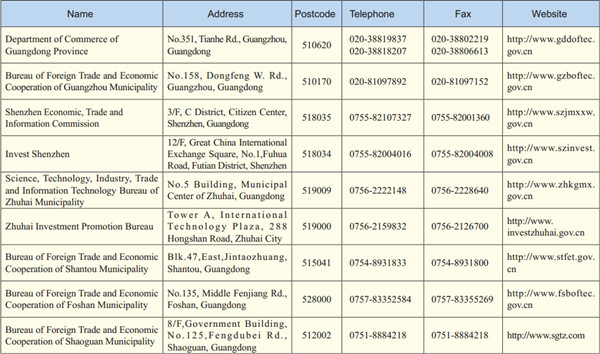 Name Address Postcode Telephone Fax Website
Department of Commerce of
Guangdong Province
No.351, Tianhe Rd., Guangzhou,
Guangdong
510620
020-38819837
020-38818207
020-38802219
020-38806613
http://www.gddoftec.
gov.cn
Bureau of Foreign Trade and Economic
Cooperation of Guangzhou Municipality
No.158, Dongfeng W. Rd.,
Guangzhou, Guangdong
510170
020-81097892
020-81097152
http://www.gzboftec.
gov.cn
Shenzhen Economic, Trade and
Information Commission
3/F, C District, Citizen Center,
Shenzhen, Guangdong
518035
0755-82107327
0755-82001360
http://www.szjmxxw.
gov.cn
Invest Shenzhen
12/F, Great China International
Exchange Square, No.1,Fuhua
Road, Futian District, Shenzhen
518034
0755-82004016
0755-82004008
http://www.szinvest.
gov.cn
Science, Technology, Industry, Trade
and Information Technology Bureau of
Zhuhai Municipality
No.5 Building, Municipal
Center of Zhuhai, Guangdong
519009
0756-2222148
0756-2228640
http://www.zhkgmx.
gov.cn
Zhuhai Investment Promotion Bureau
Tower A, International
Technology Plaza, 288
Hongshan Road, Zhuhai City
519000
0756-2159832
0756-2126700
http://www.
investzhuhai.gov.cn
Bureau of Foreign Trade and Economic
Cooperation of Shantou Municipality
Blk.47,East,Jintaozhuang,
Shantou, Guangdong
515041
0754-8931833
0754-8931800
http://www.stfet.gov.
cn
Bureau of Foreign Trade and Economic
Cooperation of Foshan Municipality
No.135, Middle Fenjiang Rd.,
Foshan, Guangdong
528000
0757-83352584
0757-83355269
http://www.fsboftec.
gov.cn
Bureau of Foreign Trade and Economic
Cooperation of Shaoguan Municipality
8/F,Government Building,
No.125,Fengdubei Rd.,
Shaoguan, Guangdong
512002
0751-8884218
0751-8884218
http://www.sgtz.com